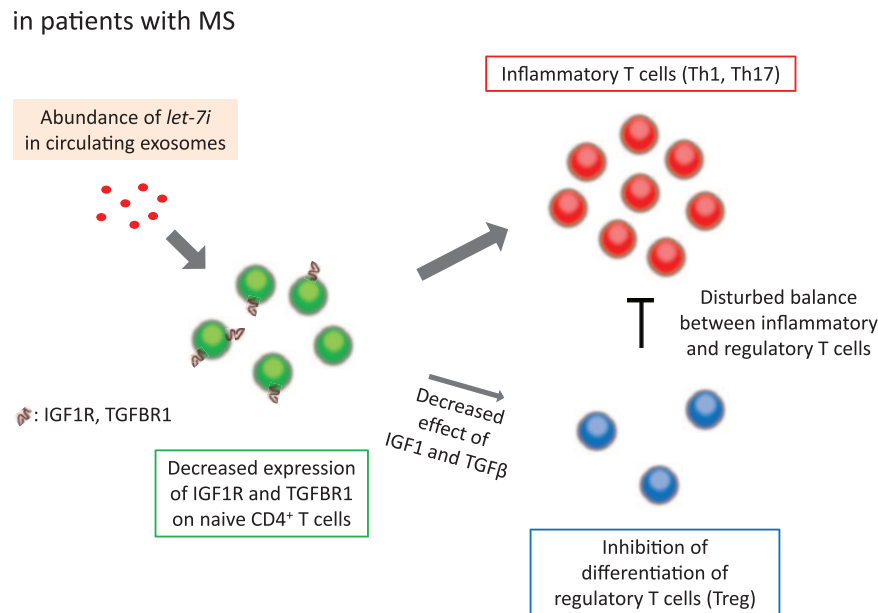 in patients with MS
Abundance of let-7i
in circulating exosomes
Inflammatory T cells (Th1, Th17)
Disturbed balance
between inflammatory
and regulatory T cells
: IGF1R, TGFBR1
Decreased
effect of
IGF1 and TGFβ
Decreased expression
of IGF1R and TGFBR1
on naive CD4⁺ T cells
Inhibition of
differentiation of
regulatory T cells (Treg)